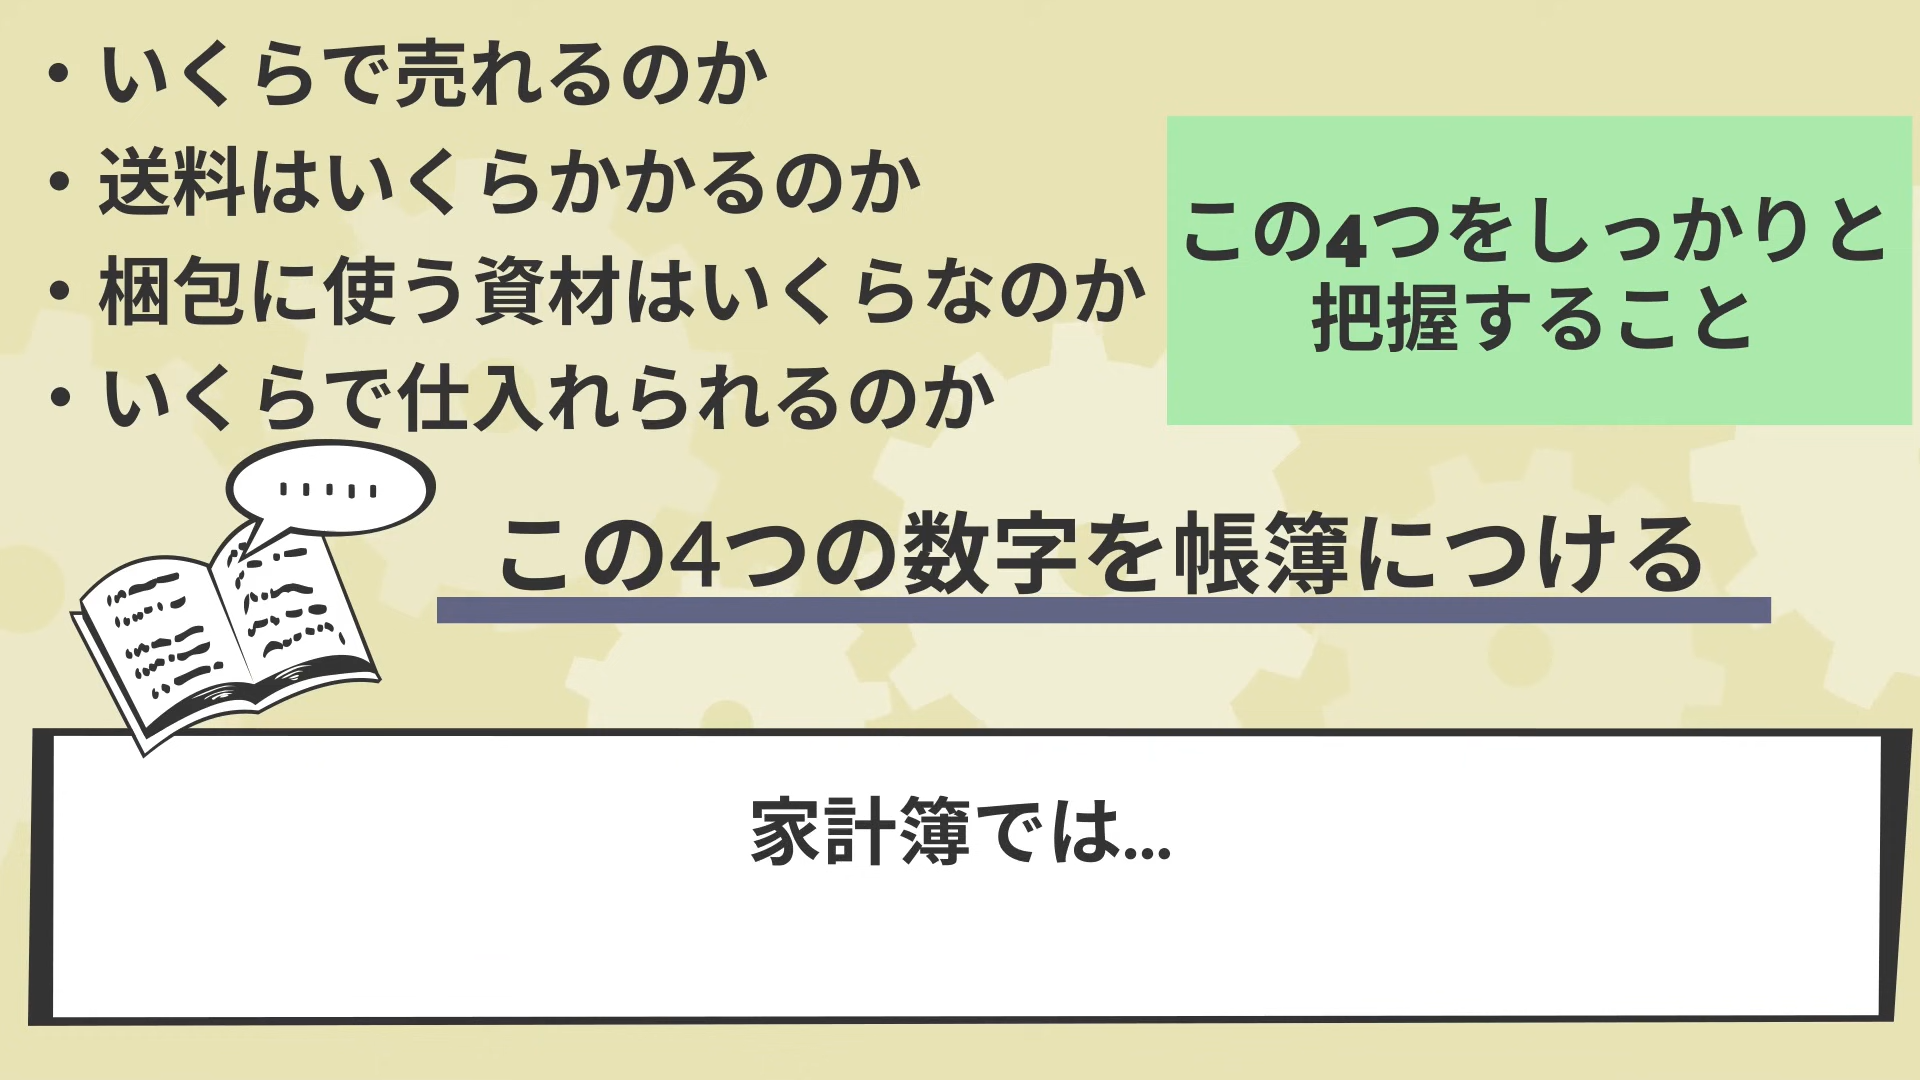 ・いくらで売れるのか
・送料はいくらかかるのか
・梱包に使う資材はいくらなのか
・いくらで仕入れられるのか
この4つをしっかりと
把握すること
この4つの数字を帳簿につける
家計簿では...